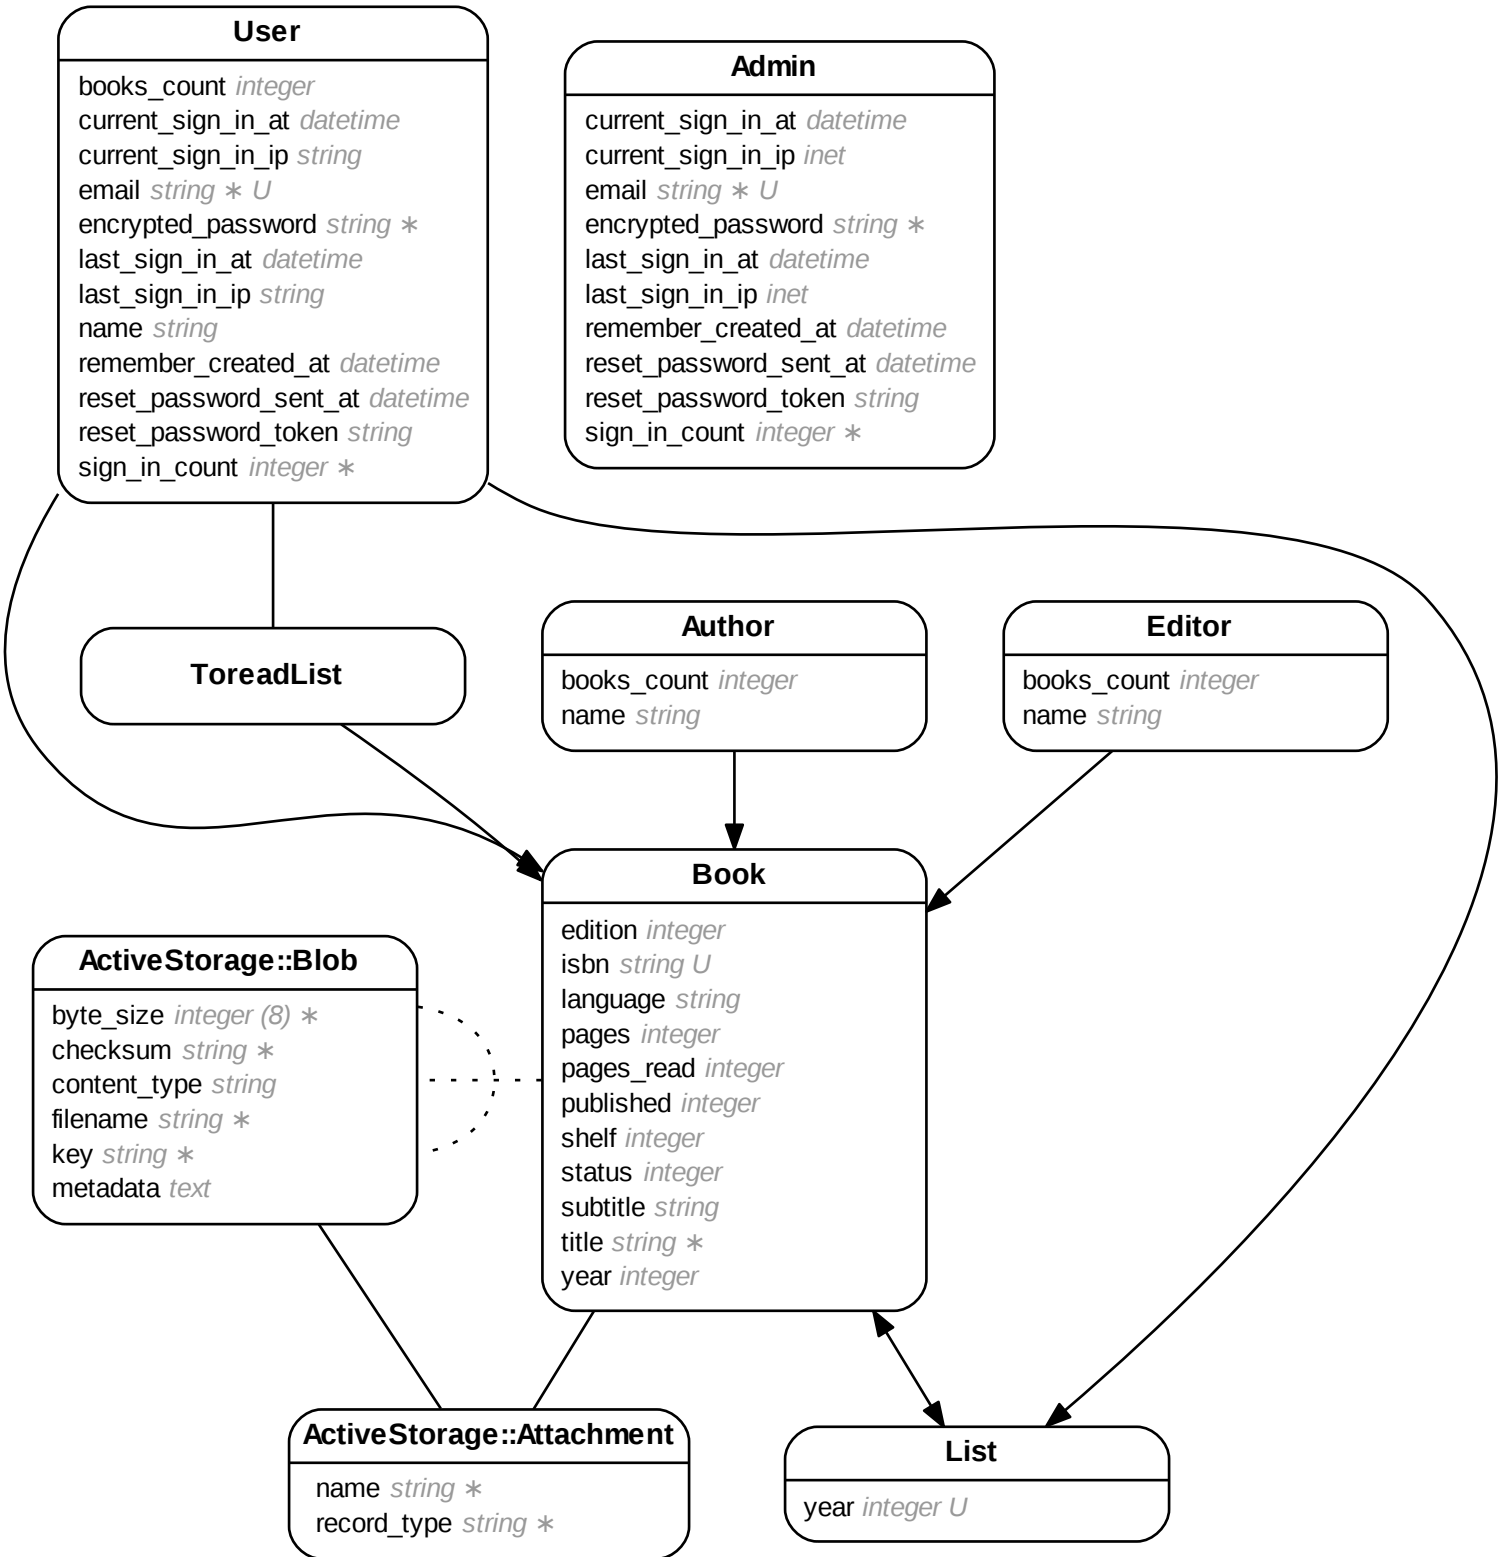 User
books_count integer
current_sign_in_at datetime
current_sign_in_ip string
email string ∗ U
encrypted_password string ∗
last_sign_in_at datetime
last_sign_in_ip string
name string
remember_created_at datetime
reset_password_sent_at datetime
reset_password_token string
sign_in_count integer ∗
Admin
current_sign_in_at datetime
current_sign_in_ip inet
email string ∗ U
encrypted_password string ∗
last_sign_in_at datetime
last_sign_in_ip inet
remember_created_at datetime
reset_password_sent_at datetime
reset_password_token string
sign_in_count integer ∗
ToreadList
Author
books_count integer
name string
Editor
books_count integer
name string
Book
edition integer
isbn string U
language string
pages integer
pages_read integer
published integer
shelf integer
status integer
subtitle string
title string ∗
year integer
ActiveStorage::Blob
byte_size integer (8) ∗
checksum string ∗
content_type string
filename string ∗
key string ∗
metadata text
ActiveStorage::Attachment
name string ∗
record_type string ∗
List
year integer U